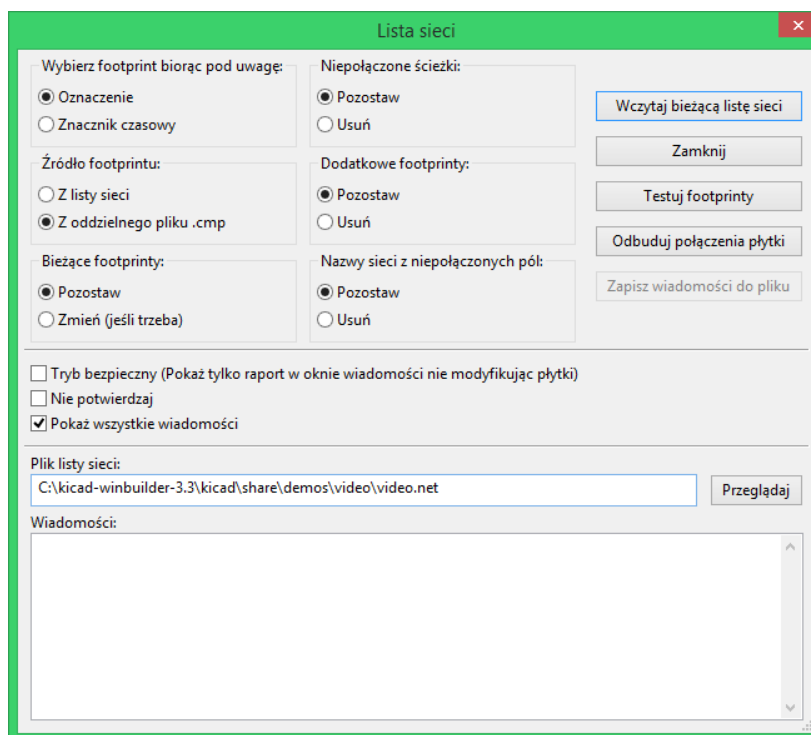 Lista sieci
Wybierz footprint biorąc pod uwagę:
Oznaczenie
Znacznik czasowy
Niepołączone ścieżki:
Pozostaw
Usuń
Wczytaj bieżącą listę sieci
Zamknij
Źródło footprintu:
Z listy sieci
Z oddzielnego pliku .cmp
Dodatkowe footprinty:
Pozostaw
Usuń
Testuj footprinty
Odbuduj połączenia płytki
Bieżące footprinty:
Pozostaw
Zmień (jeśli trzeba)
Nazwy sieci z niepołączonych pól:
Pozostaw
Usuń
Zapisz wiadomości do pliku
Tryb bezpieczny (Pokaż tylko raport w oknie wiadomości nie modyfikując płytki)
Nie potwierdzaj
Pokaż wszystkie wiadomości
Plik listy sieci:
C:\kicad-winbuilder-3.3\kicad\share\demos\video\video.net
Przeglądaj
Wiadomości: